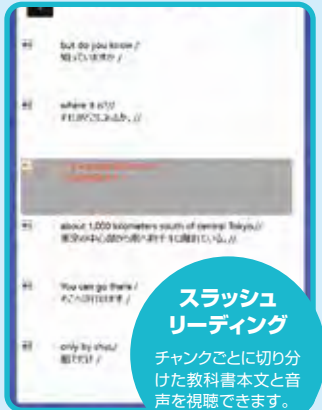 but do you know /
知っていますか /
where it is?//
それがどこにあるか。//
about 1,000 kilometers south of central Tokyo.//
東京の中心部から南へ約千キロ離れている。//
You can go there /
そこへ行けます /
only by ship./
船でだけ /
スラッシュ
リーディング
チャンクごとに切り分
けた教科書本文と音
声を視聴できます。